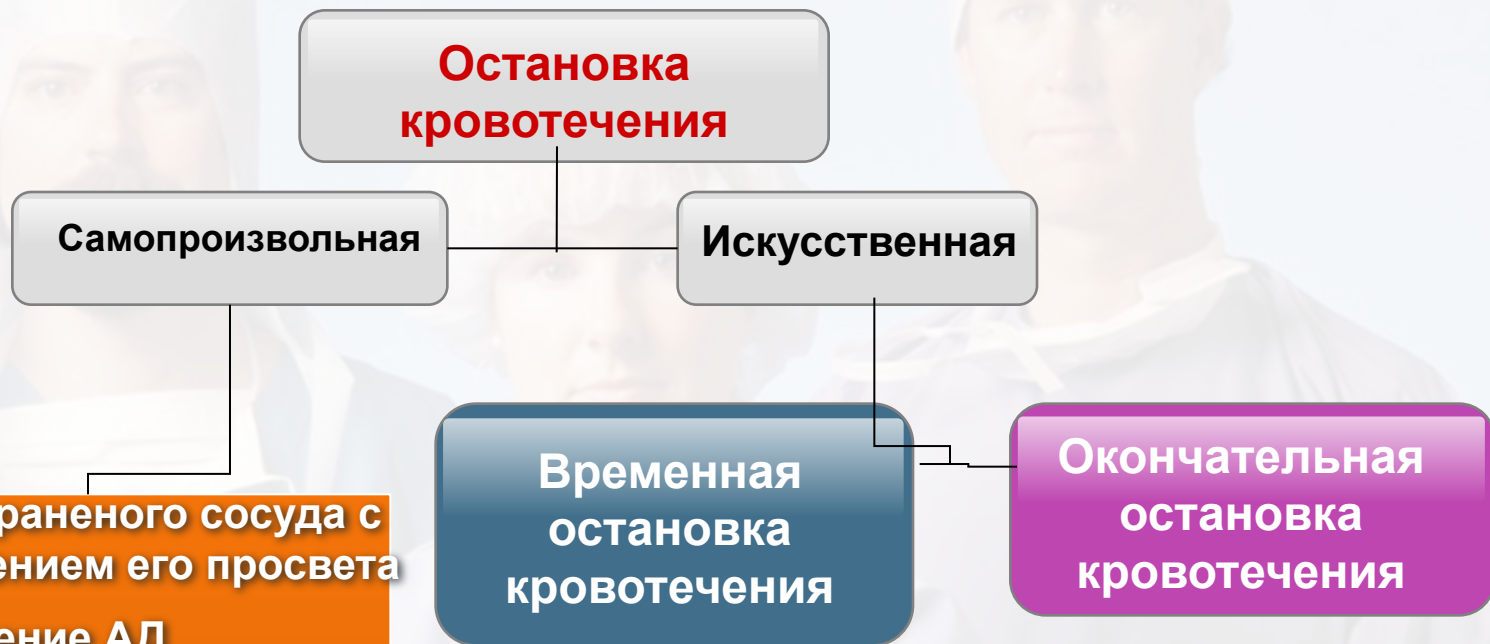 Остановка
кровотечения
Самопроизвольная
Искусственная
Временная
остановка
кровотечения
Окончательная
остановка
кровотечения
раненого сосуда с
ением его просвета
ение АД